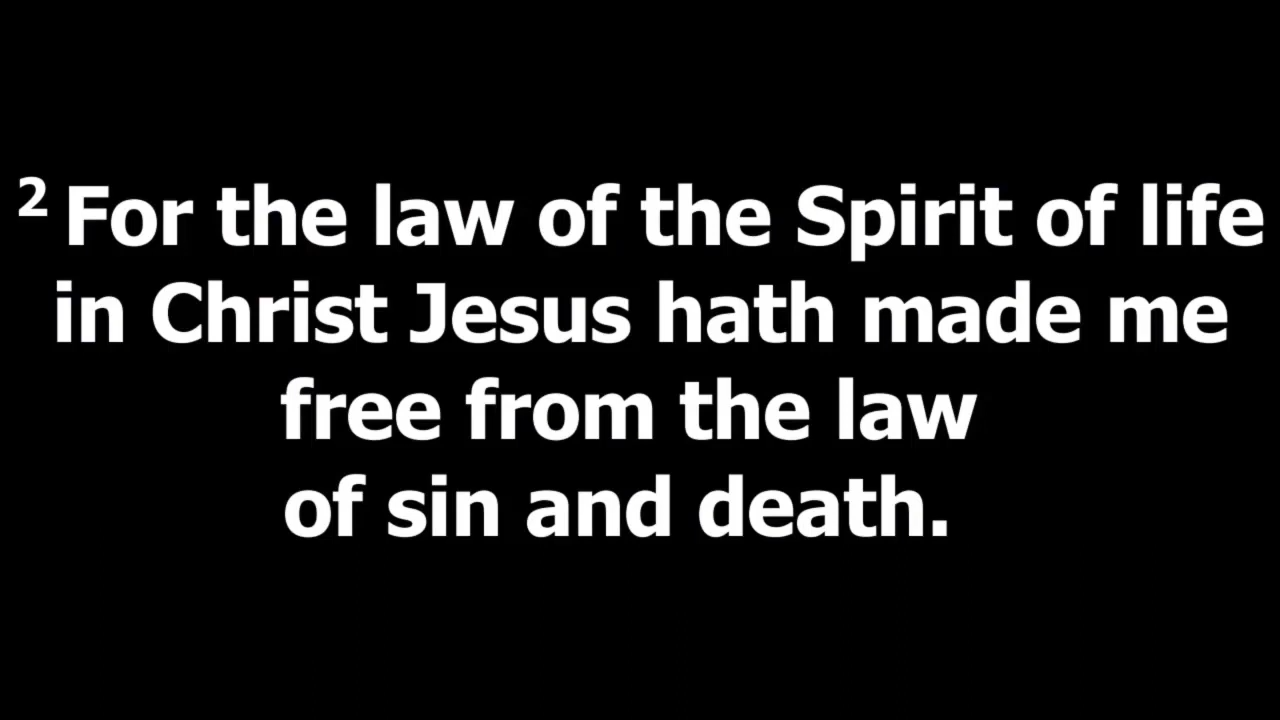 2 For the law of the Spirit of life
in Christ Jesus hath made me
free from the law
of sin and death.